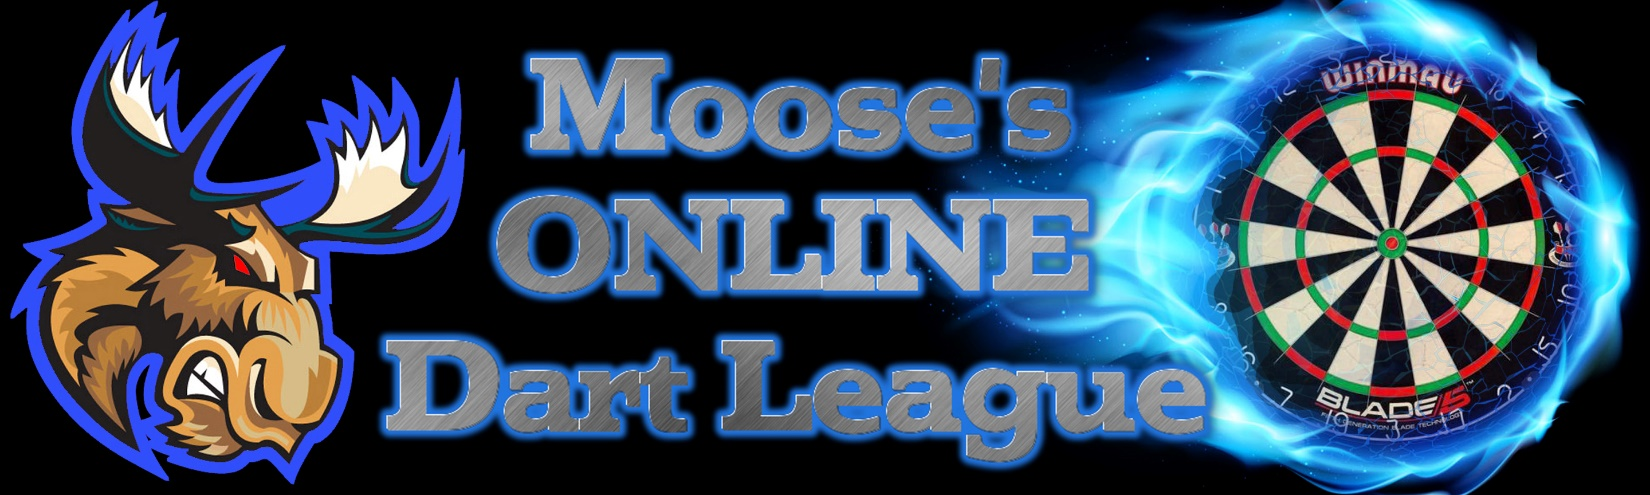 Moose's
ONLINE
Dart League
WINMAU
BLADE/5